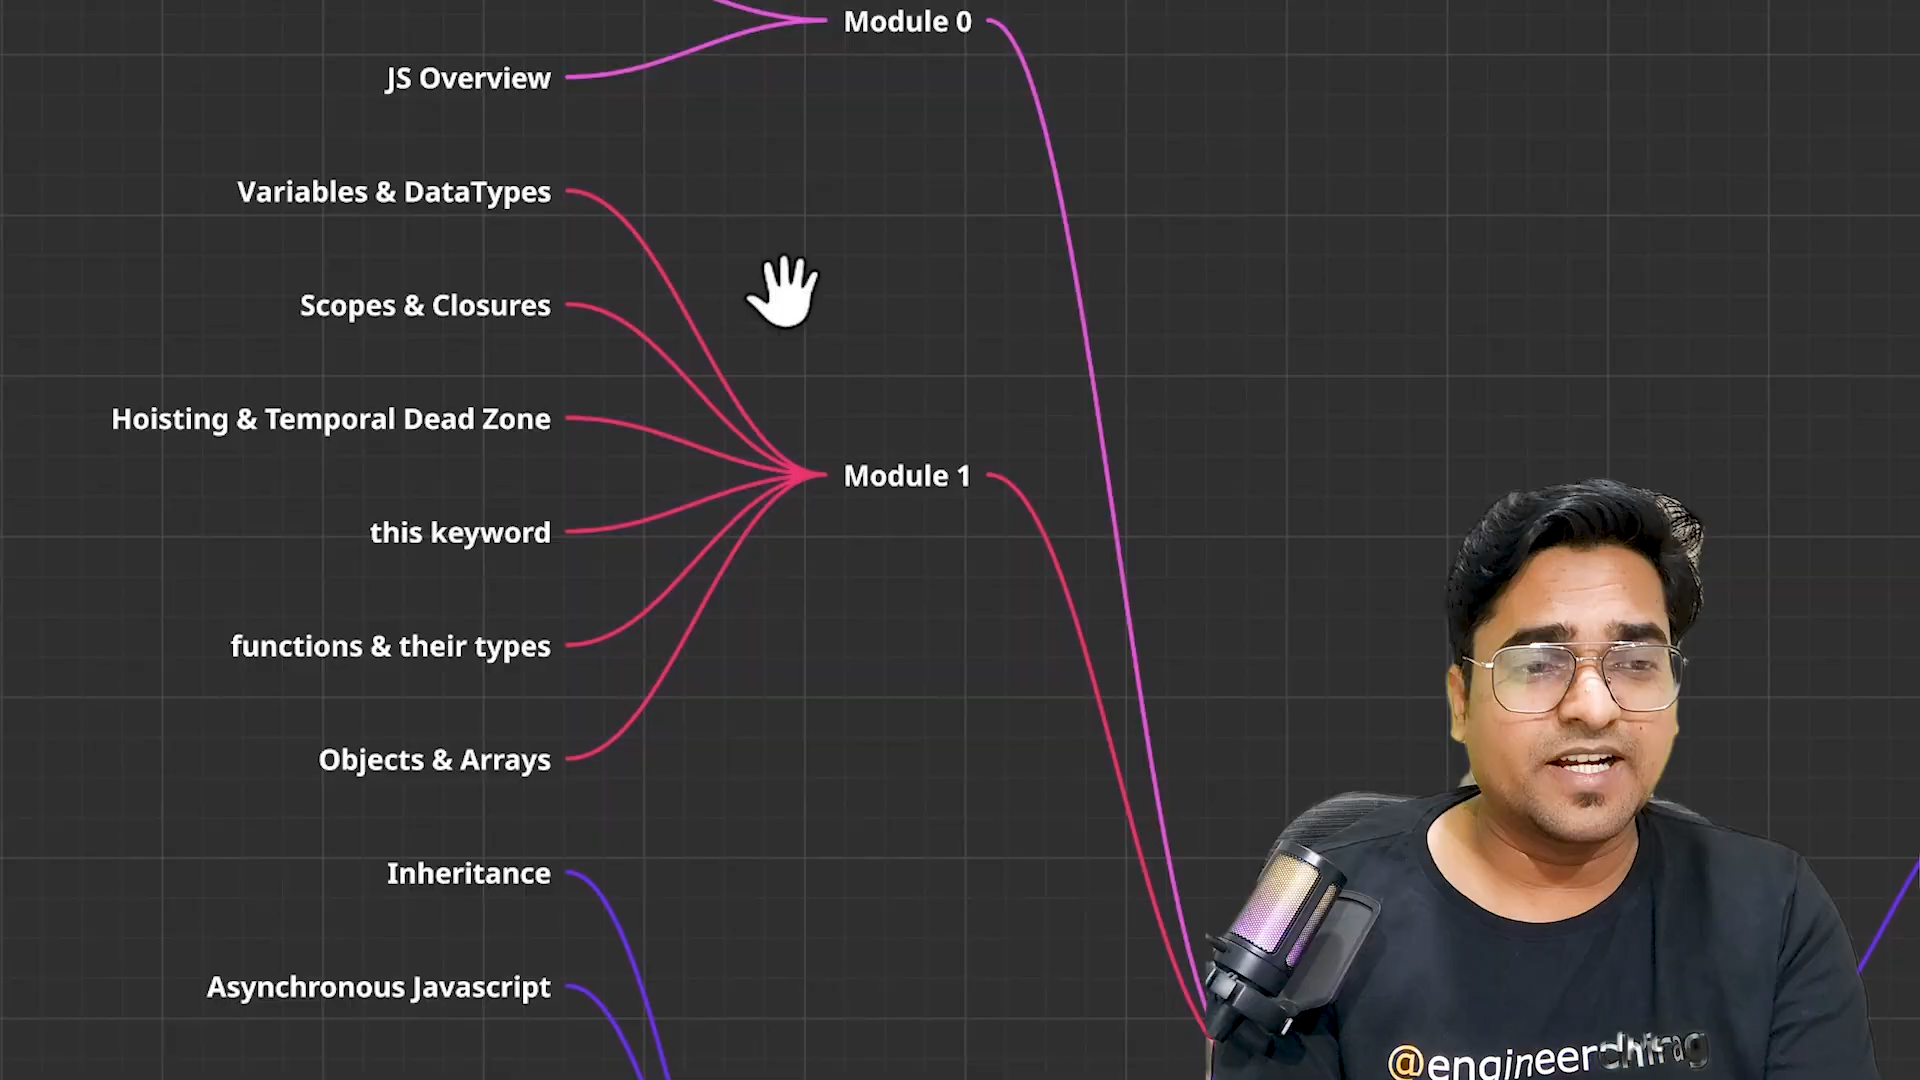 Module 0
JS Overview
Variables & DataTypes
Scopes & Closures
Hoisting & Temporal Dead Zone
Module 1
this keyword
functions & their types
Objects & Arrays
Inheritance
Asynchronous Javascript
@engineerchirag